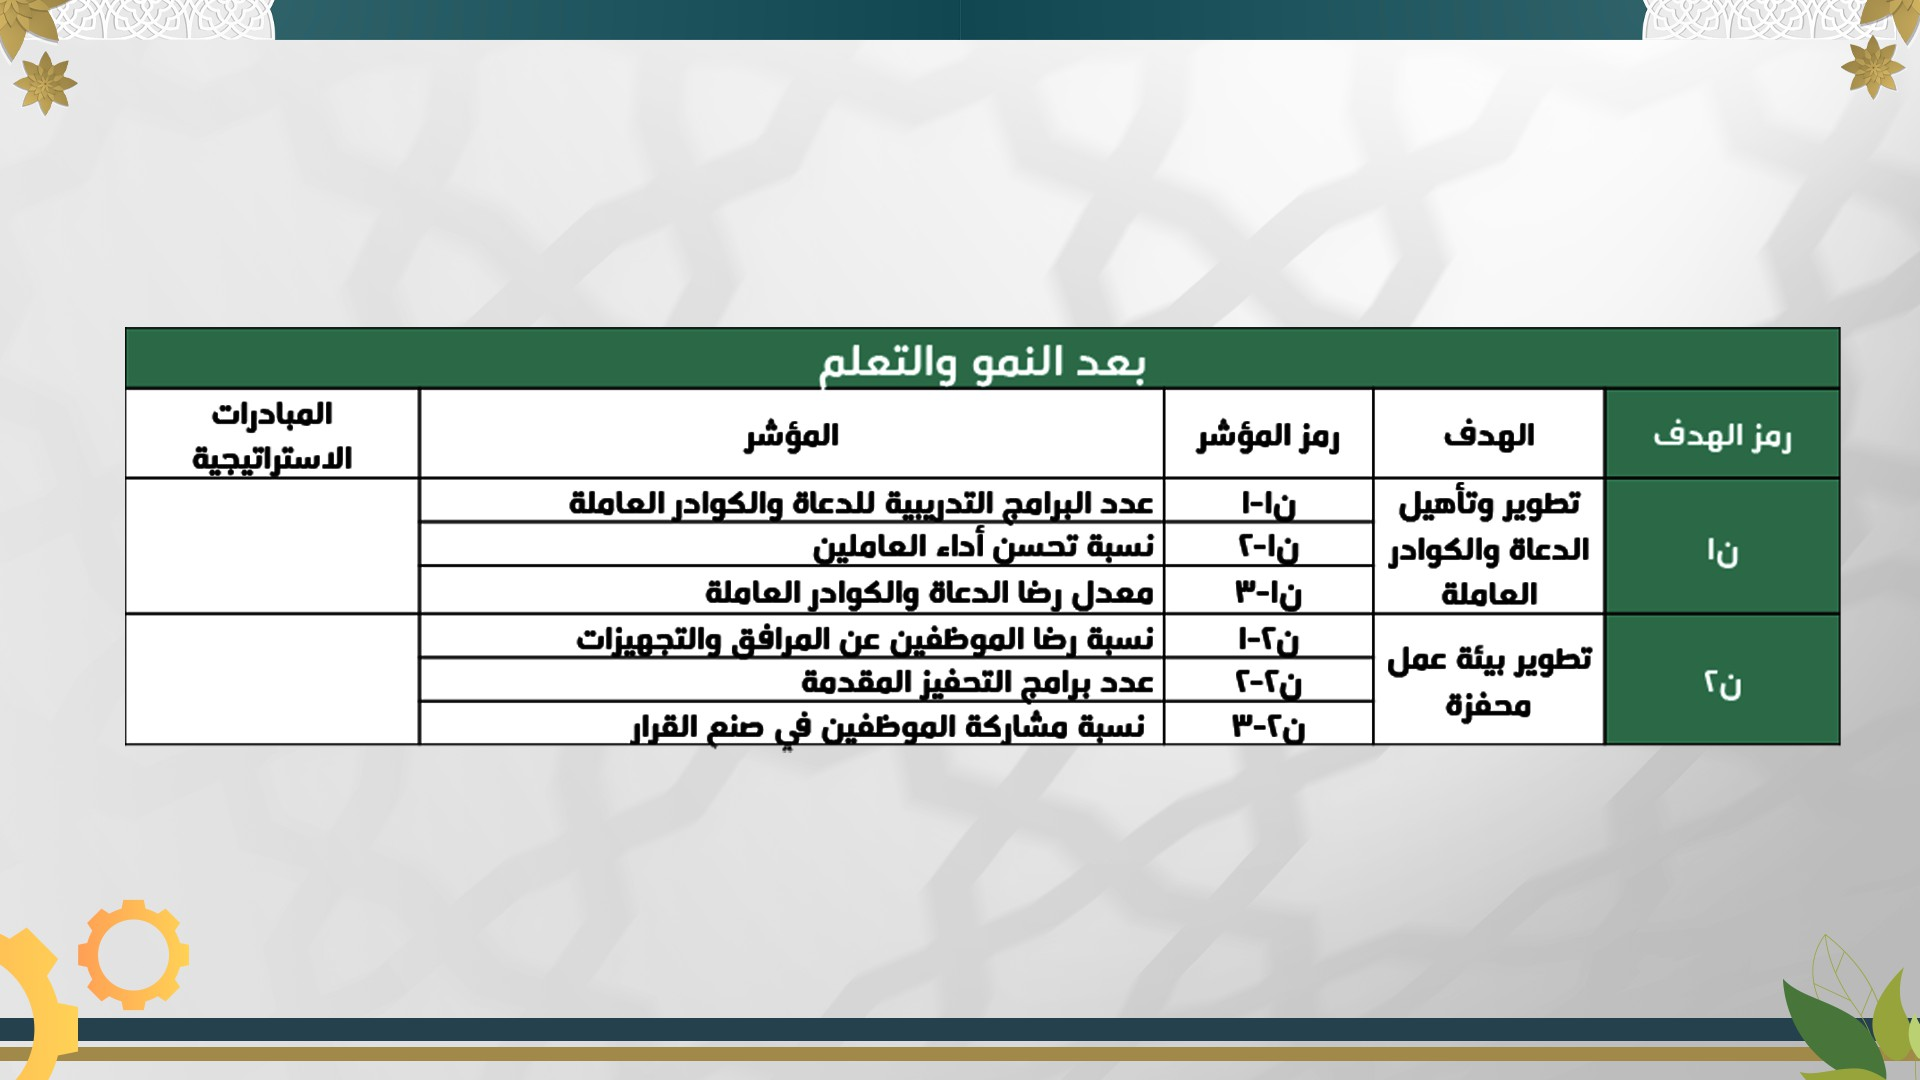 بعد النمو والتعلم
رمز الهدف
الهدف
رمز المؤشر
المؤشر
المبادرات
الاستراتيجية
ن١
تطوير وتأهيل
الدعاة والكوادر
العاملة
ن١-١
عدد البرامج التدريبية للدعاة والكوادر العاملة
ن١-٢
نسبة تحسن أداء العاملين
ن١-٣
معدل رضا الدعاة والكوادر العاملة
ن٢
تطوير بيئة عمل
محفزة
ن٢-١
نسبة رضا الموظفين عن المرافق والتجهيزات
ن٢-٢
عدد برامج التحفيز المقدمة
ن٢-٣
نسبة مشاركة الموظفين في صنع القرار